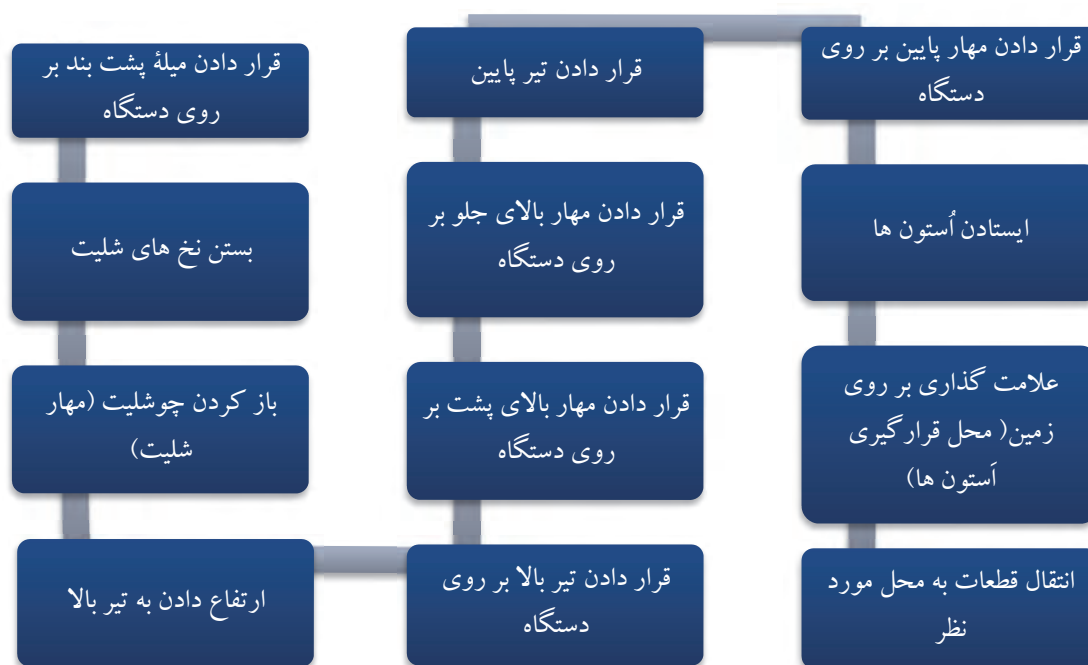 قرار دادن مهار پایین بر روی
دستگاه
ایستادن اُستون ها
علامت گذاری بر روی
زمین( محل قرارگیری
اَستون ها)
انتقال قطعات به محل مورد
نظر
قرار دادن تیر پایین
قرار دادن مهار بالای جلو بر
روی دستگاه
قرار دادن مهار بالای پشت بر
روی دستگاه
قرار دادن تیر بالا بر روی
دستگاه
قرار دادن میلۀ پشت بند بر
روی دستگاه
بستن نخ های شلیت
باز کردن چوشلیت (مهار
شلیت)
ارتفاع دادن به تیر بالا